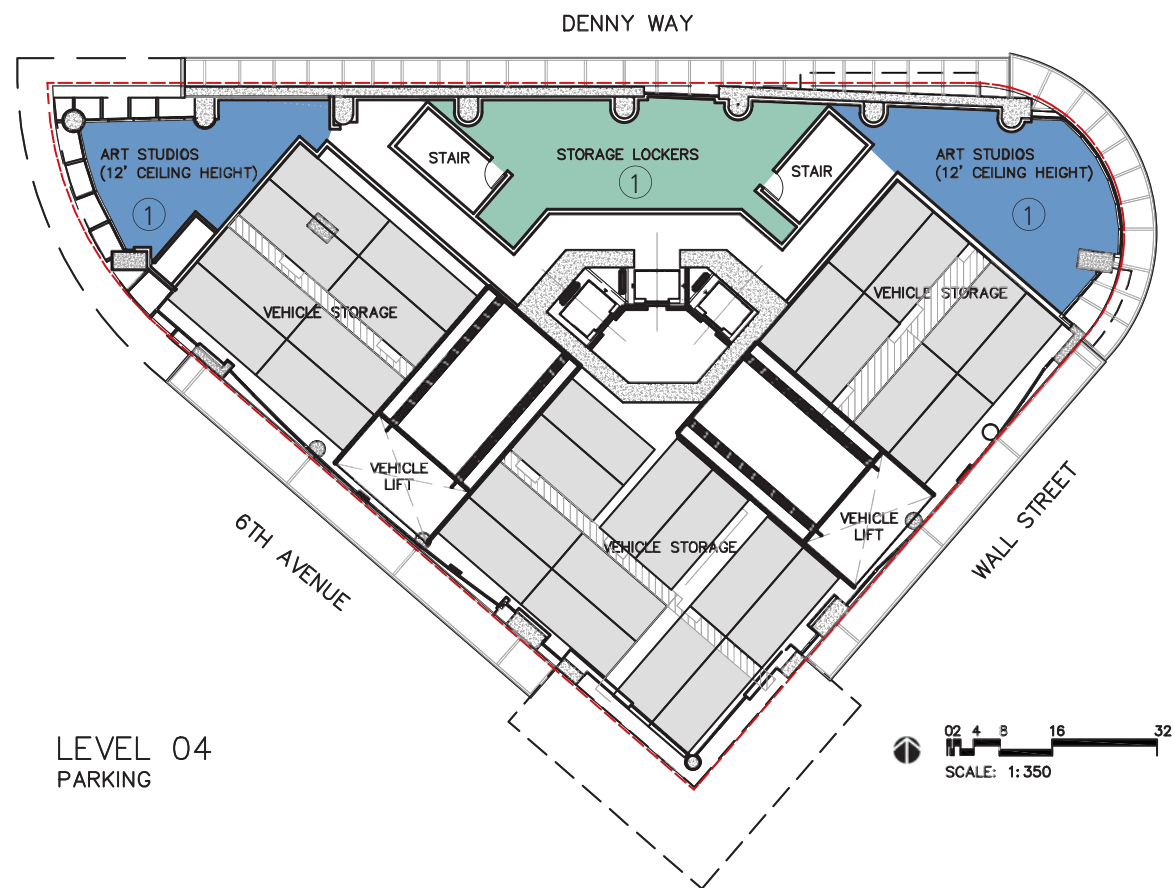 DENNY WAY
ART STUDIOS
(12' CEILING HEIGHT)
1
STAIR
STORAGE LOCKERS
1
STAIR
ART STUDIOS
(12' CEILING HEIGHT)
1
VEHICLE STORAGE
VEHICLE STORAGE
VEHICLE
LIFT
VEHICLE
LIFT
VEHICLE STORAGE
6TH AVENUE
WALL STREET
LEVEL 04
PARKING
0 2 4 8 16 32
SCALE: 1:350